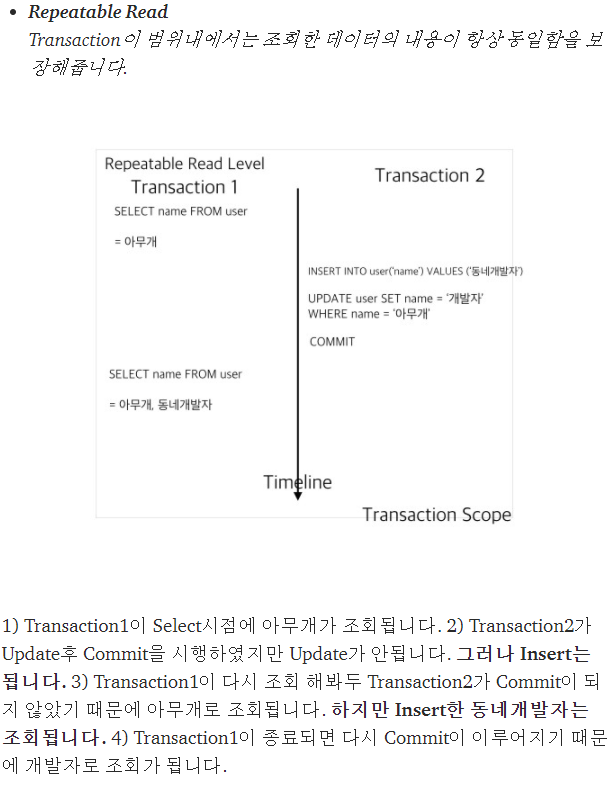 Repeatable Read
Transaction이 범위내에서는 조회한 데이터의 내용이 항상 동일함을 보
장해줍니다.
Repeatable Read Level
Transaction 1
Transaction 2
SELECT name FROM user
= 아무개
INSERT INTO user('name') VALUES ('동네개발자')
UPDATE user SET name = '개발자'
WHERE name = '아무개'
COMMIT
SELECT name FROM user
= 아무개, 동네개발자
Timeline
Transaction Scope
1) Transaction1이 Select시점에 아무개가 조회됩니다. 2) Transaction2가
Update후 Commit을 시행하였지만 Update가 안됩니다. 그러나 Insert는
됩니다. 3) Transaction1이 다시 조회 해봐두 Transaction2가 Commit이 되
지 않았기 때문에 아무개로 조회됩니다. 하지만 Insert한 동네개발자는
조회됩니다. 4) Transaction1이 종료되면 다시 Commit이 이루어지기 때문
에 개발자로 조회가 됩니다.